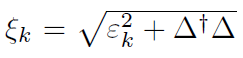 ξ_k = √(ε_k^2 + Δ^†Δ)